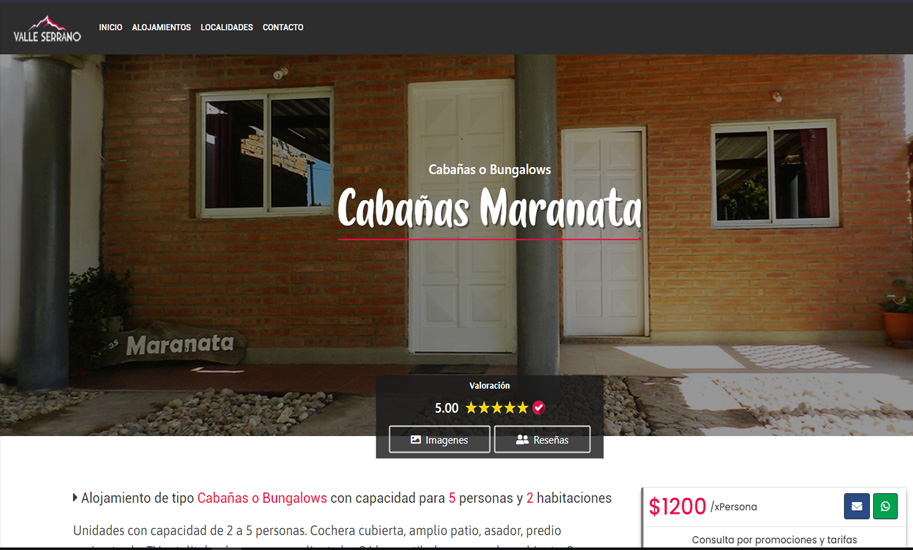 VALLE SERRANO
INICIO ALOJAMIENTOS LOCALIDADES CONTACTO
Cabañas o Bungalows
Cabañas Maranata
Maranata
Valoración
5.00
Imagenes Reseñas
Alojamiento de tipo Cabañas o Bungalows con capacidad para 5 personas y 2 habitaciones
$1200 /xPersona
Unidades con capacidad de 2 a 5 personas. Cochera cubierta, amplio patio, asador, predio
Consulta por promociones y tarifas